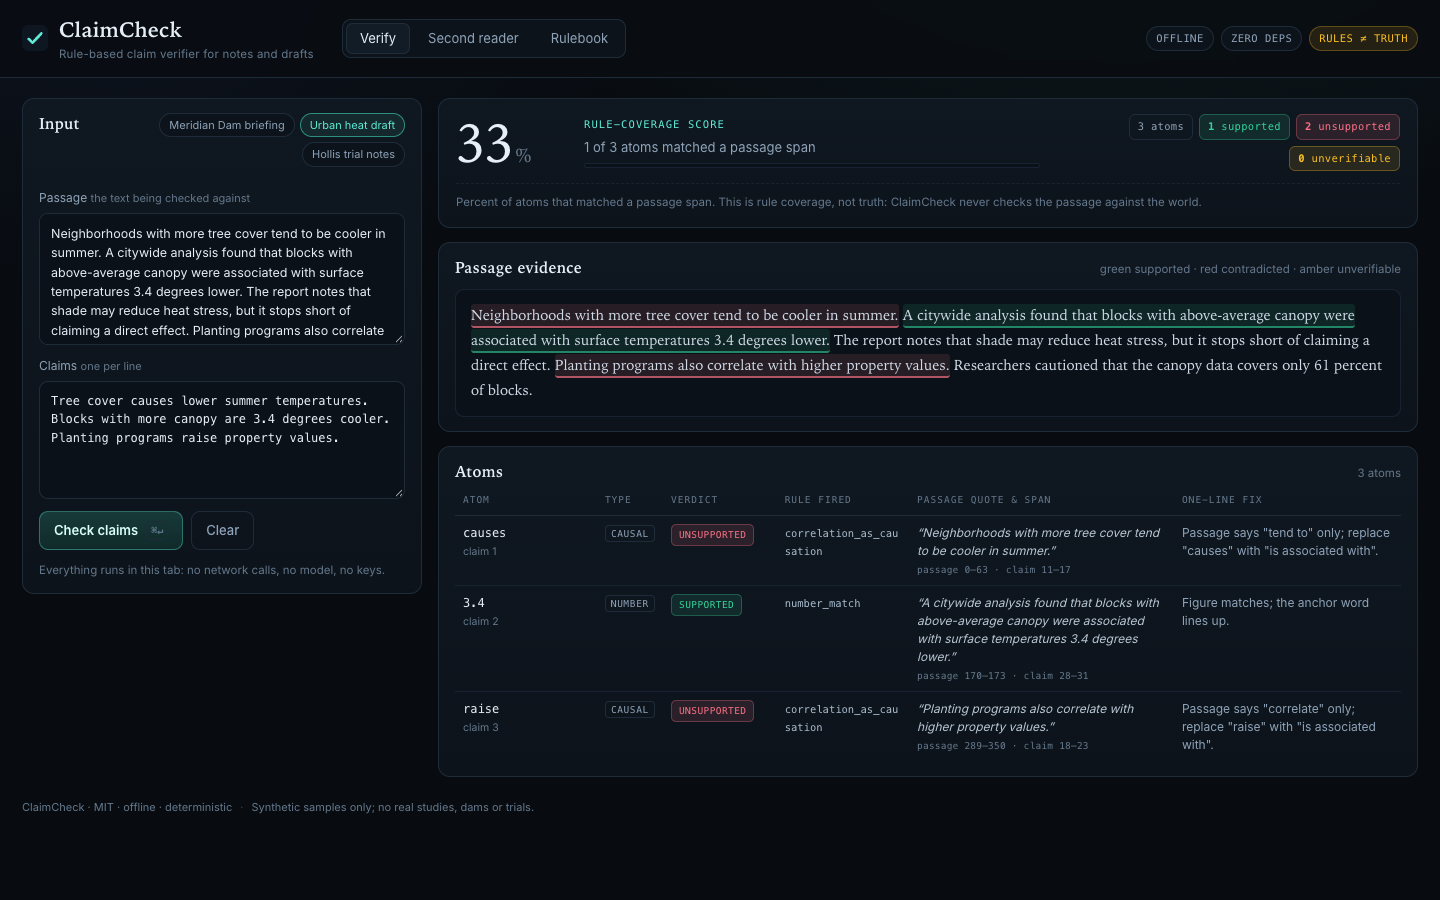 ClaimCheck
Rule-based claim verifier for notes and drafts
Verify
Second reader
Rulebook
OFFLINE
ZERO DEPS
RULES ≠ TRUTH
Input
Meridian Dam briefing
Urban heat draft
Hollis trial notes
Passage the text being checked against
Neighborhoods with more tree cover tend to be cooler in
summer. A citywide analysis found that blocks with
above-average canopy were associated with surface
temperatures 3.4 degrees lower. The report notes that
shade may reduce heat stress, but it stops short of
claiming a direct effect. Planting programs also correlate
Claims one per line
Tree cover causes lower summer temperatures.
Blocks with more canopy are 3.4 degrees cooler.
Planting programs raise property values.
Check claims ⌘↵
Clear
Everything runs in this tab: no network calls, no model, no keys.
33%
RULE-COVERAGE SCORE
1 of 3 atoms matched a passage span
3 atoms
1 supported
2 unsupported
0 unverifiable
Percent of atoms that matched a passage span. This is rule coverage, not truth: ClaimCheck never checks the passage against the world.
Passage evidence
green supported · red contradicted · amber unverifiable
Neighborhoods with more tree cover tend to be cooler in summer. A citywide analysis found that blocks with above-average canopy were
associated with surface temperatures 3.4 degrees lower. The report notes that shade may reduce heat stress, but it stops short of claiming a
direct effect. Planting programs also correlate with higher property values. Researchers cautioned that the canopy data covers only 61 percent
of blocks.
Atoms
3 atoms
ATOM
TYPE
VERDICT
RULE FIRED
PASSAGE QUOTE & SPAN
ONE-LINE FIX
causes
claim 1
CAUSAL
UNSUPPORTED
correlation_as_cau
sation
“Neighborhoods with more tree cover tend
to be cooler in summer.”
passage 0–63 · claim 11–17
Passage says "tend to" only; replace
"causes" with "is associated with".
3.4
claim 2
NUMBER
SUPPORTED
number_match
“A citywide analysis found that blocks with
above-average canopy were associated
with surface temperatures 3.4 degrees
lower.”
passage 170–173 · claim 28–31
Figure matches; the anchor word
lines up.
raise
claim 3
CAUSAL
UNSUPPORTED
correlation_as_cau
sation
“Planting programs also correlate with
higher property values.”
passage 289–350 · claim 18–23
Passage says "correlate" only;
replace "raise" with "is associated
with".
ClaimCheck · MIT · offline · deterministic · Synthetic samples only; no real studies, dams or trials.